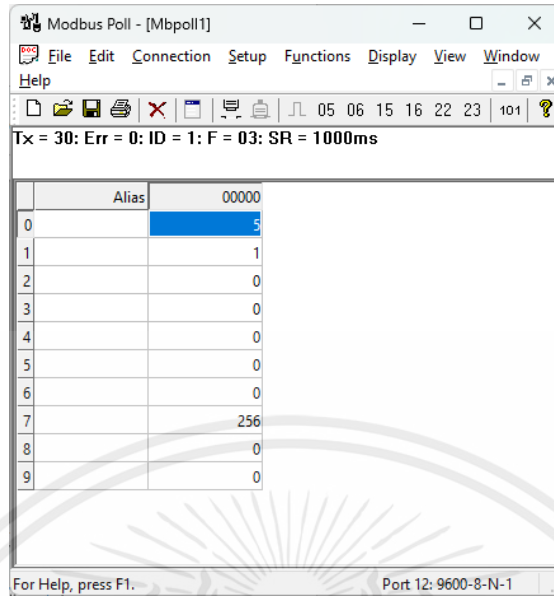 Modbus Poll - [Mbpoll1]
File Edit Connection Setup Functions Display View Window
Help
05 06 15 16 22 23 101
Tx = 30: Err = 0: ID = 1: F = 03: SR = 1000ms
Alias 00000
0 5
1 1
2 0
3 0
4 0
5 0
6 0
7 256
8 0
9 0
For Help, press F1. Port 12: 9600-8-N-1